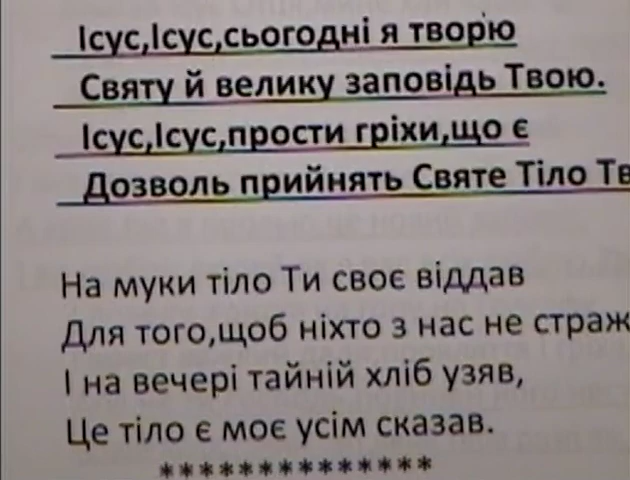 Ісус,Ісус,сьогодні я творю
Святу й велику заповідь Твою.
Ісус,Ісус,прости гріхи,що є
Дозволь прийнять Святе Тіло
На муки тіло Ти своє віддав
Для того,щоб ніхто з нас не
І на вечері тайній хліб узяв,
Це тіло є моє усім сказав.
**************